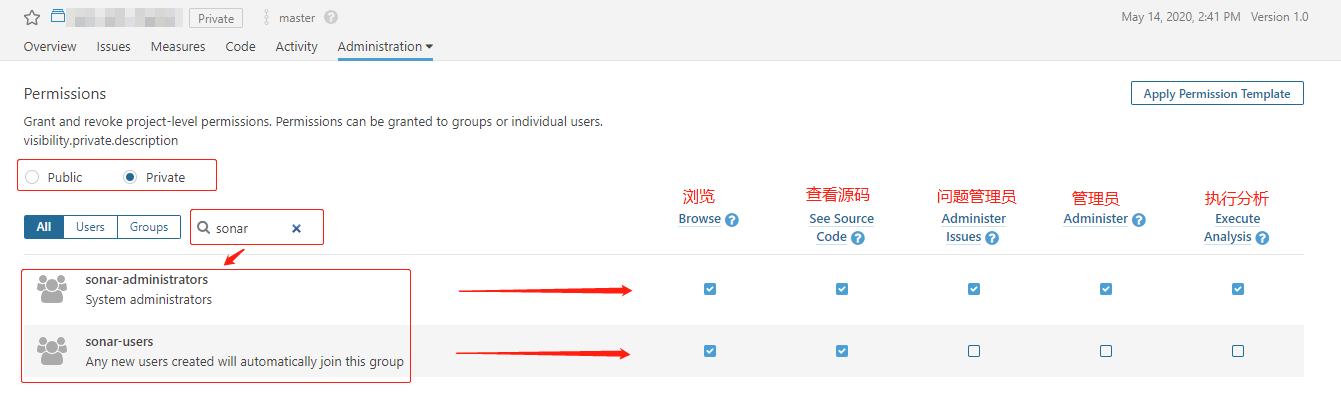 Private master ? May 14, 2020, 2:41 PM Version 1.0
Overview Issues Measures Code Activity Administration
Permissions
Apply Permission Template
Grant and revoke project-level permissions. Permissions can be granted to groups or individual users.
visibility.private.description
Public Private
浏览 查看源码 问题管理员 管理员 执行分析
All Users Groups sonar
Browse ? See Source Code ? Administer Issues ? Administer ? Execute Analysis ?
sonar-administrators
System administrators
sonar-users
Any new users created will automatically join this group